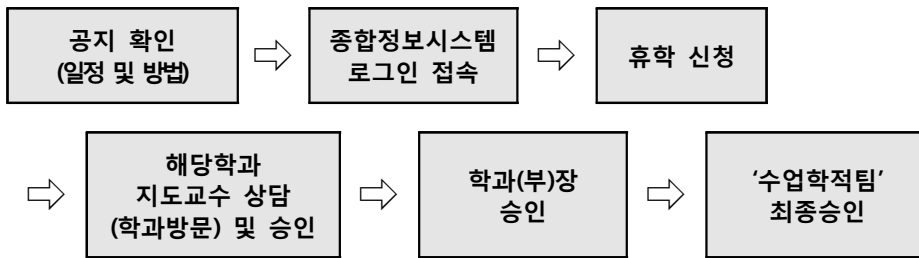 공지 확인
(일정 및 방법)
종합정보시스템
로그인 접속
휴학 신청
해당학과
지도교수 상담
(학과방문) 및 승인
학과(부)장
승인
‘수업학적팀’
최종승인